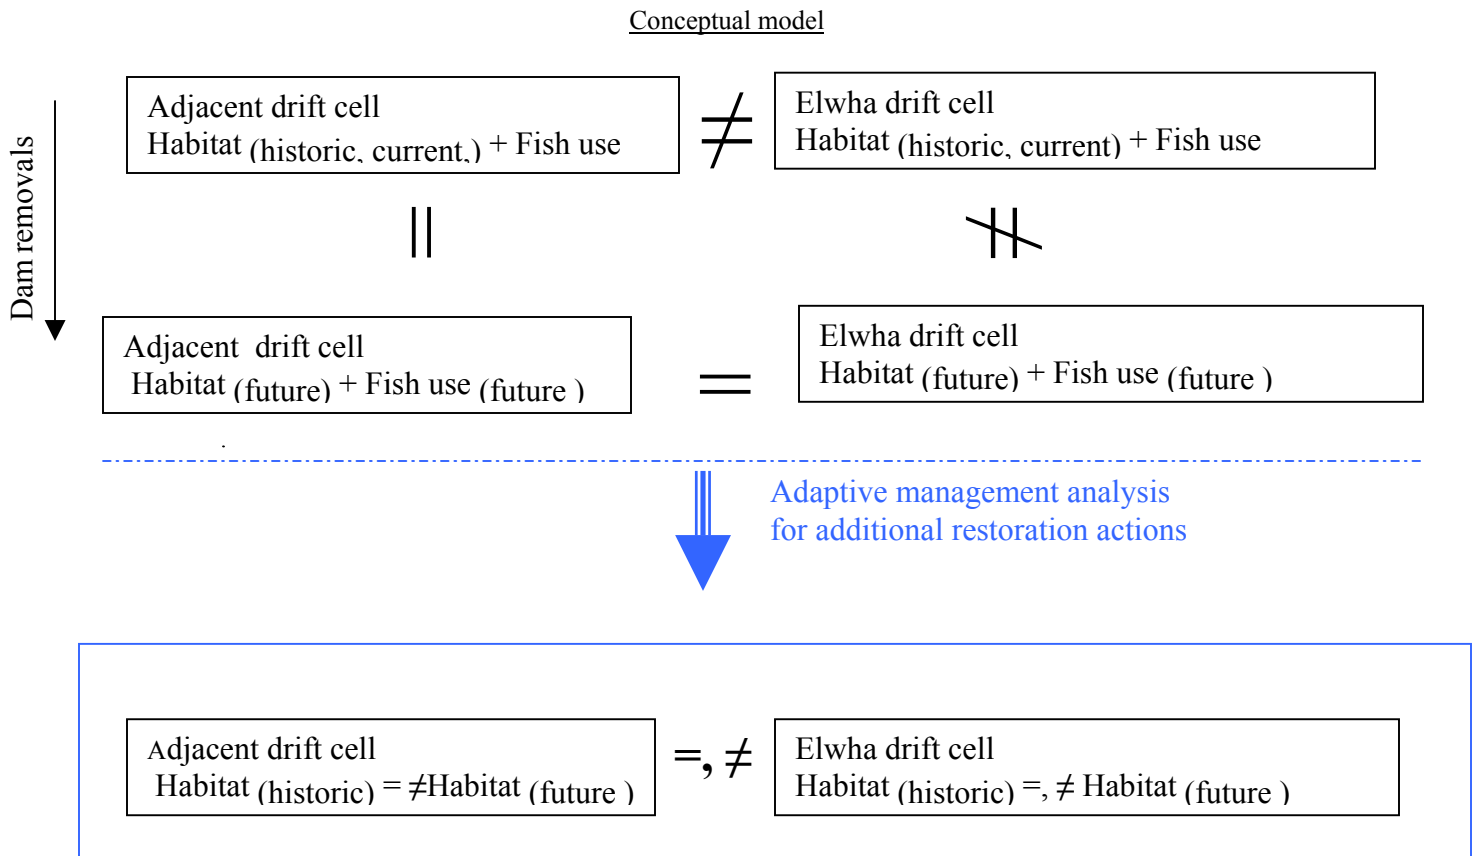 Conceptual model
Adjacent drift cell
Habitat (historic, current,) + Fish use
≠
Elwha drift cell
Habitat (historic, current) + Fish use
Dam removals
||
Adjacent  drift cell
Habitat (future) + Fish use (future )
=
Elwha drift cell
Habitat (future) + Fish use (future )
Adaptive management analysis
for additional restoration actions
Adjacent drift cell
Habitat (historic) = ≠Habitat (future )
=, ≠
Elwha drift cell
Habitat (historic) =, ≠ Habitat (future )